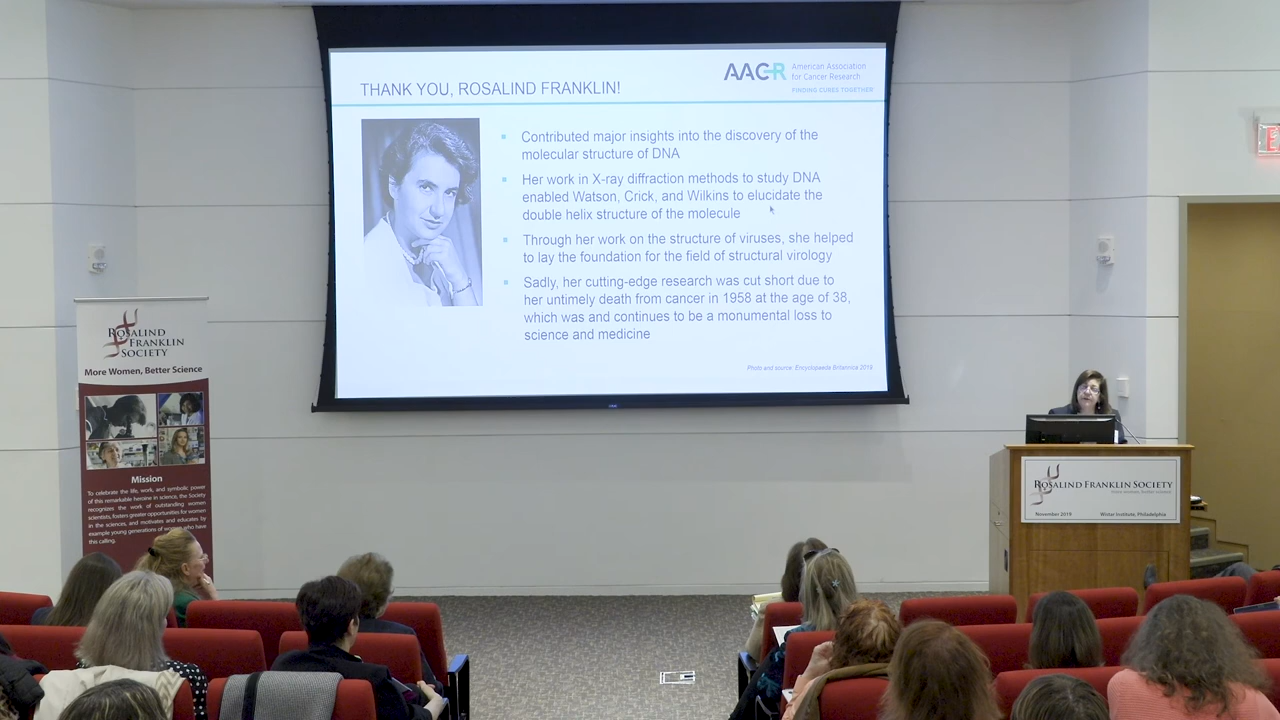 THANK YOU, ROSALIND FRANKLIN!
AACR
American Association
for Cancer Research
FINDING CURES TOGETHER
Contributed major insights into the discovery of the
molecular structure of DNA
Her work in X-ray diffraction methods to study DNA
enabled Watson, Crick, and Wilkins to elucidate the
double helix structure of the molecule
Through her work on the structure of viruses, she helped
to lay the foundation for the field of structural virology
Sadly, her cutting-edge research was cut short due to
her untimely death from cancer in 1958 at the age of 38,
which was and continues to be a monumental loss to
science and medicine
Photo and source: Encyclopaedia Britannica 2019
ROSALIND
FRANKLIN
SOCIETY
More Women, Better Science
Mission
To celebrate the life, work, and symbolic power
of this remarkable heroine in science, the Society
recognizes the work of outstanding women
scientists, fosters greater opportunities for women
in the sciences, and motivates and educates by
example young generations of women who have
this calling.
ROSALIND FRANKLIN SOCIETY
more women, better science
November 2019
Wistar Institute, Philadelphia